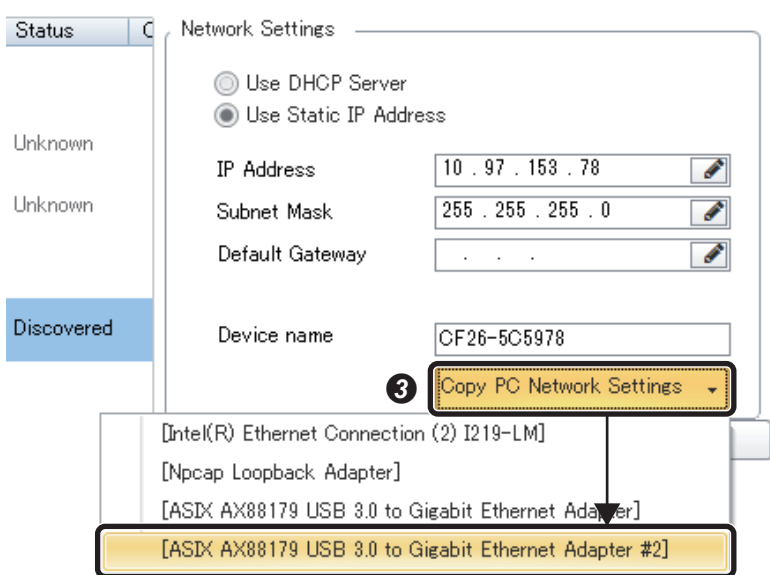 Status
C
Network Settings
Use DHCP Server
Use Static IP Address
Unknown
IP Address
10 . 97 . 153 . 78
Unknown
Subnet Mask
255 . 255 . 255 . 0
Default Gateway
. . .
Discovered
Device name
CF26-5C5978
❸
Copy PC Network Settings
[Intel(R) Ethernet Connection (2) I219-LM]
[Npcap Loopback Adapter]
[ASIX AX88179 USB 3.0 to Gigabit Ethernet Adapter]
[ASIX AX88179 USB 3.0 to Gigabit Ethernet Adapter #2]